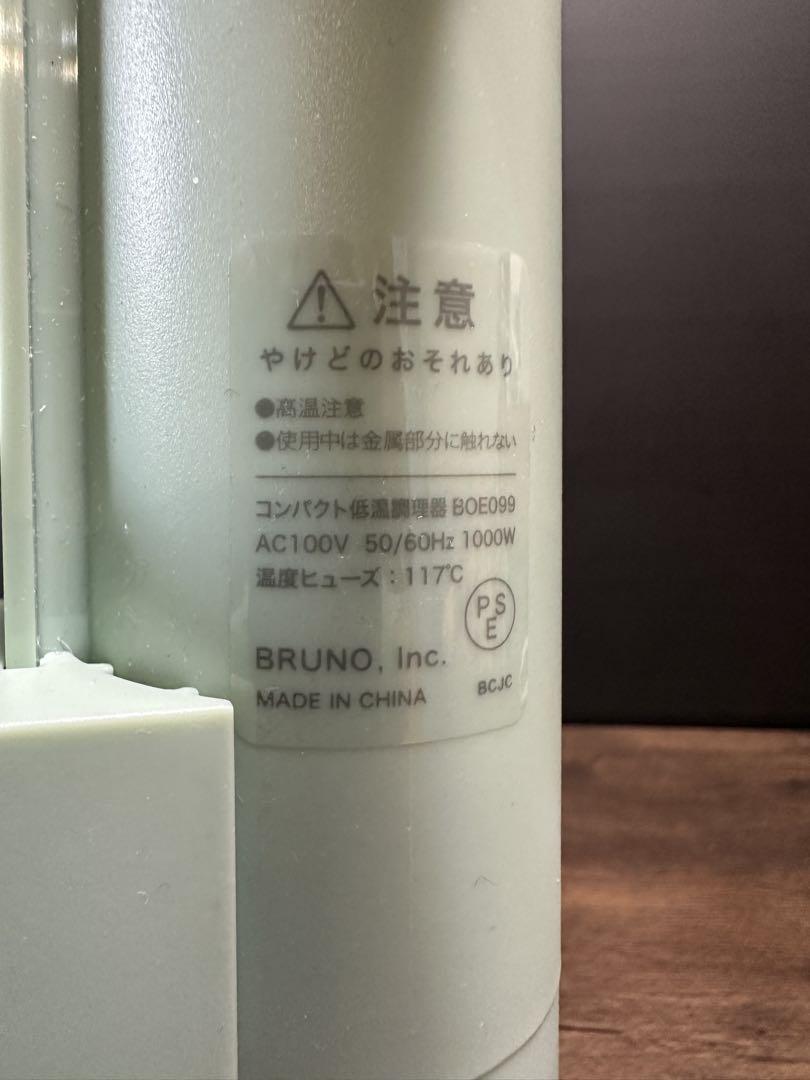 注意
やけどのおそれあり
●高温注意
●使用中は金属部分に触れない
コンパクト低温調理器 BOE099
AC100V 50/60Hz 1000W
温度ヒューズ：117℃
PSE
BRUNO, Inc.
MADE IN CHINA BCJC